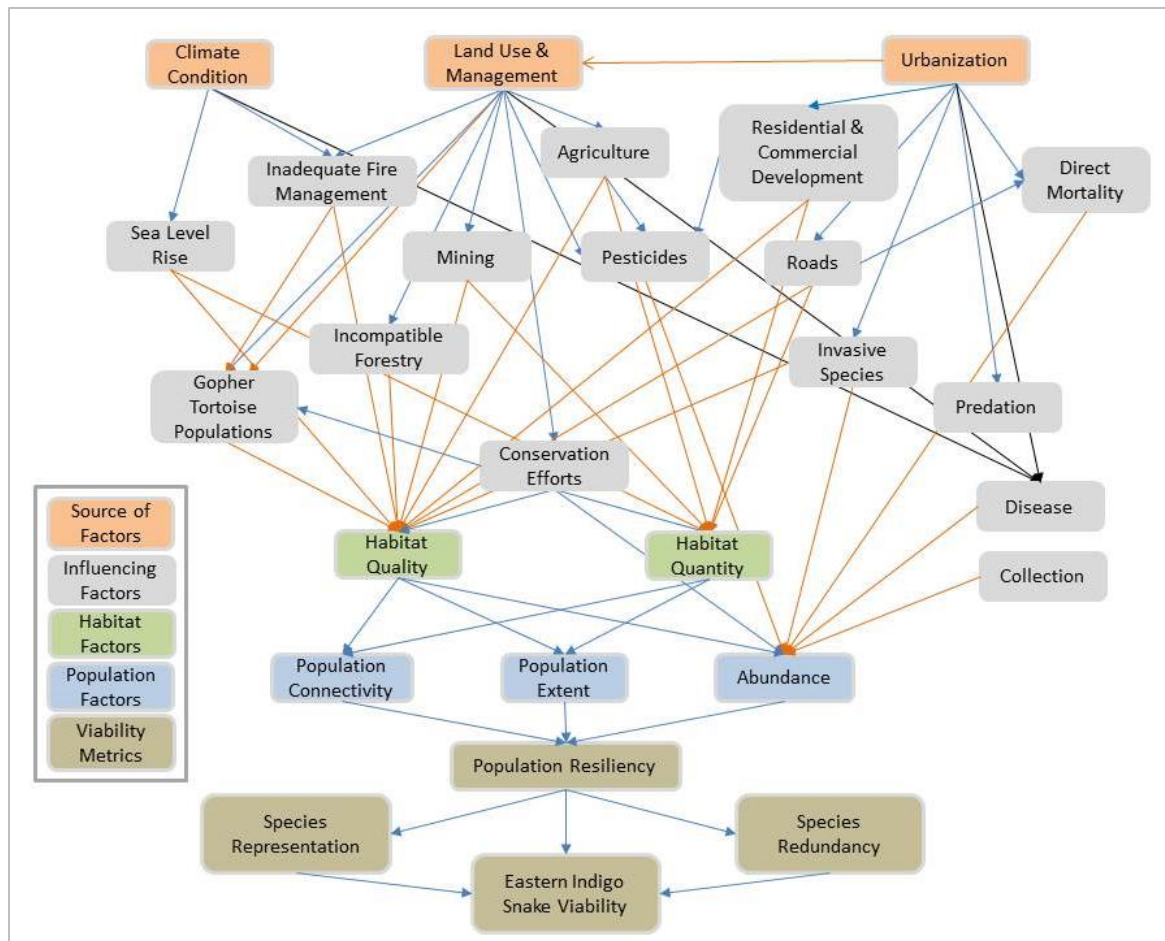 Climate
Condition
Land Use &
Management
Urbanization
Residential &
Commercial
Development
Agriculture
Inadequate Fire
Management
Direct
Mortality
Sea Level
Rise
Mining
Pesticides
Roads
Incompatible
Forestry
Invasive
Species
Gopher
Tortoise
Populations
Predation
Conservation
Efforts
Disease
Source of
Factors
Influencing
Factors
Habitat
Factors
Population
Factors
Viability
Metrics
Habitat
Quality
Habitat
Quantity
Collection
Population
Connectivity
Population
Extent
Abundance
Population Resiliency
Species
Representation
Species
Redundancy
Eastern Indigo
Snake Viability